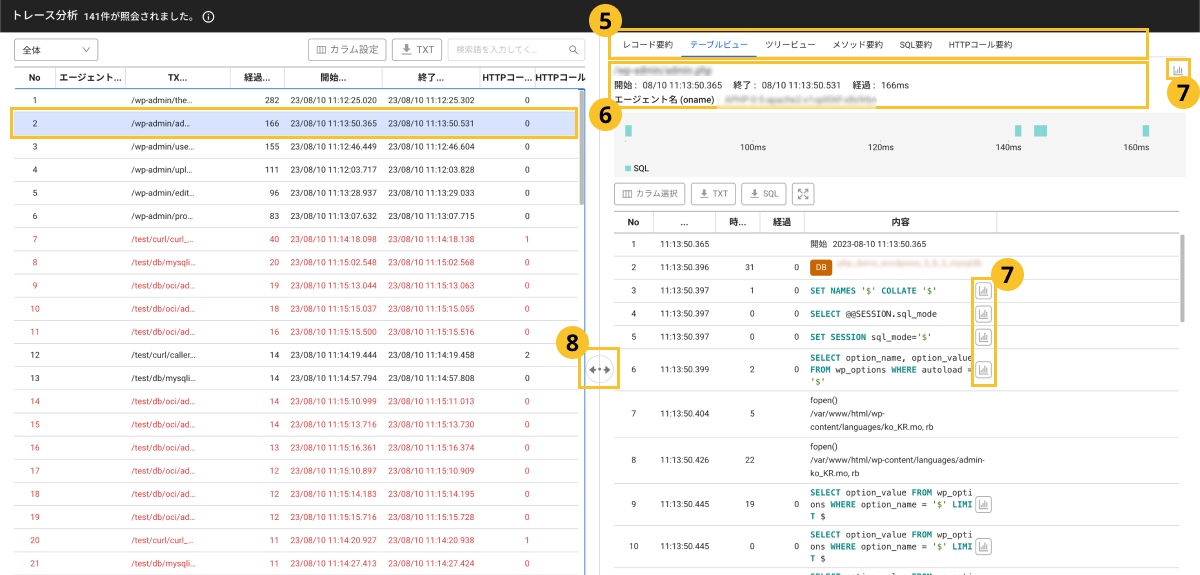 トレース分析 141件が照会されました。
全体
カラム設定
TXT
検索語を入力してく...
No エージェント... TX... 経過... 開始... 終了... HTTPコー... HTTPコール
1 /wp-admin/the... 282 23/08/10 11:12:25.020 23/08/10 11:12:25.302 0
2 /wp-admin/ad... 166 23/08/10 11:13:50.365 23/08/10 11:13:50.531 0
3 /wp-admin/use... 155 23/08/10 11:12:46.449 23/08/10 11:12:46.604 0
4 /wp-admin/upl... 111 23/08/10 11:12:03.717 23/08/10 11:12:03.828 0
5 /wp-admin/edit... 96 23/08/10 11:13:28.937 23/08/10 11:13:29.033 0
6 /wp-admin/pro... 83 23/08/10 11:13:07.632 23/08/10 11:13:07.715 0
7 /test/curl/curl_... 40 23/08/10 11:14:18.098 23/08/10 11:14:18.138 1
8 /test/db/mysqli... 20 23/08/10 11:15:02.548 23/08/10 11:15:02.568 0
9 /test/db/oci/ad... 19 23/08/10 11:15:13.044 23/08/10 11:15:13.063 0
10 /test/db/oci/ad... 18 23/08/10 11:15:15.037 23/08/10 11:15:15.055 0
11 /test/db/oci/ad... 16 23/08/10 11:15:15.500 23/08/10 11:15:15.516 0
12 /test/curl/caller... 14 23/08/10 11:14:19.444 23/08/10 11:14:19.458 2
13 /test/db/mysqli... 14 23/08/10 11:14:57.794 23/08/10 11:14:57.808 0
14 /test/db/oci/ad... 14 23/08/10 11:15:10.999 23/08/10 11:15:11.013 0
15 /test/db/oci/ad... 14 23/08/10 11:15:13.716 23/08/10 11:15:13.730 0
16 /test/db/oci/ad... 13 23/08/10 11:15:16.361 23/08/10 11:15:16.374 0
17 /test/db/oci/ad... 12 23/08/10 11:15:10.897 23/08/10 11:15:10.909 0
18 /test/db/oci/ad... 12 23/08/10 11:15:14.183 23/08/10 11:15:14.195 0
19 /test/db/oci/ad... 12 23/08/10 11:15:15.716 23/08/10 11:15:15.728 0
20 /test/curl/curl_... 11 23/08/10 11:14:20.927 23/08/10 11:14:20.938 1
21 /test/db/mysqli... 11 23/08/10 11:14:27.413 23/08/10 11:14:27.424 0
8
5
レコード要約 テーブルビュー ツリービュー メソッド要約 SQL要約 HTTPコール要約
/wp-admin/admin.php
開始 : 08/10 11:13:50.365 終了 : 08/10 11:13:50.531 経過 : 166ms
エージェント名 (oname)
7
6
100ms 120ms 140ms 160ms
SQL
カラム選択
TXT
SQL
No ... 時... 経過 内容
1 11:13:50.365 開始 2023-08-10 11:13:50.365
2 11:13:50.396 31 0 DB
7
3 11:13:50.397 1 0 SET NAMES '$' COLLATE '$'
4 11:13:50.397 0 0 SELECT @@SESSION.sql_mode
5 11:13:50.397 0 0 SET SESSION sql_mode='$'
6 11:13:50.399 2 0 SELECT option_name, option_value
FROM wp_options WHERE autoload =
'$'
7 11:13:50.404 5 fopen()
/var/www/html/wp-
content/languages/ko_KR.mo, rb
8 11:13:50.426 22 fopen()
/var/www/html/wp-content/languages/admin-
ko_KR.mo, rb
9 11:13:50.445 19 0 SELECT option_value FROM wp_opti
ons WHERE option_name = '$' LIMI
T $
10 11:13:50.445 0 0 SELECT option_value FROM wp_opti
ons WHERE option_name = '$' LIMI
T $